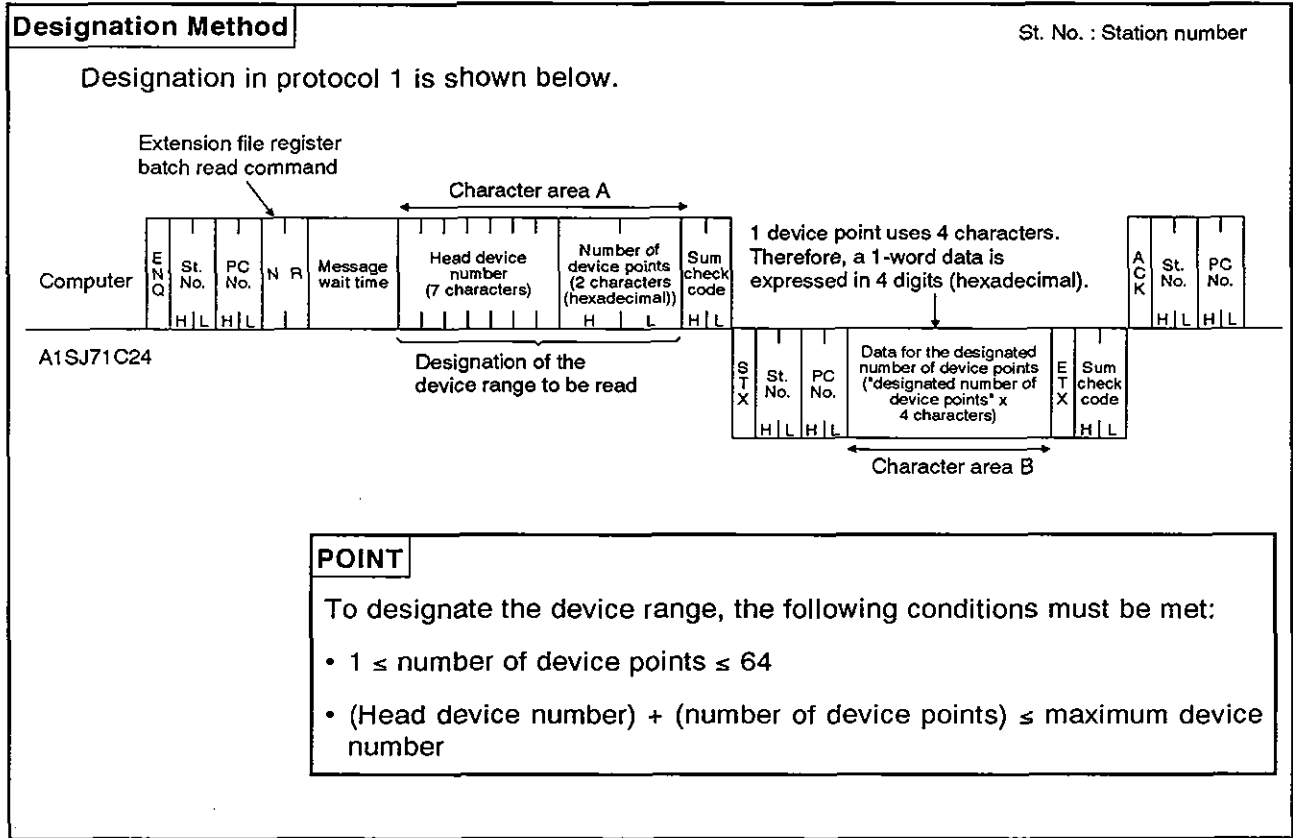 Designation Method
St. No. : Station number
Designation in protocol 1 is shown below.
Extension file register
batch read command
Character area A
Computer
E
N
Q
St.
No.
H L
PC
No.
H L
N R
Message
wait time
Head device
number
(7 characters)
Number of
device points
(2 characters
(hexadecimal))
H L
Sum
check
code
H L
1 device point uses 4 characters.
Therefore, a 1-word data is
expressed in 4 digits (hexadecimal).
A
C
K
St.
No.
H L
PC
No.
H L
A1SJ71C24
Designation of the
device range to be read
S
T
X
St.
No.
H L
PC
No.
H L
Data for the designated
number of device points
("designated number of
device points" x
4 characters)
E
T
X
Sum
check
code
H L
Character area B
POINT
To designate the device range, the following conditions must be met:
• 1 ≤ number of device points ≤ 64
• (Head device number) + (number of device points) ≤ maximum device
number